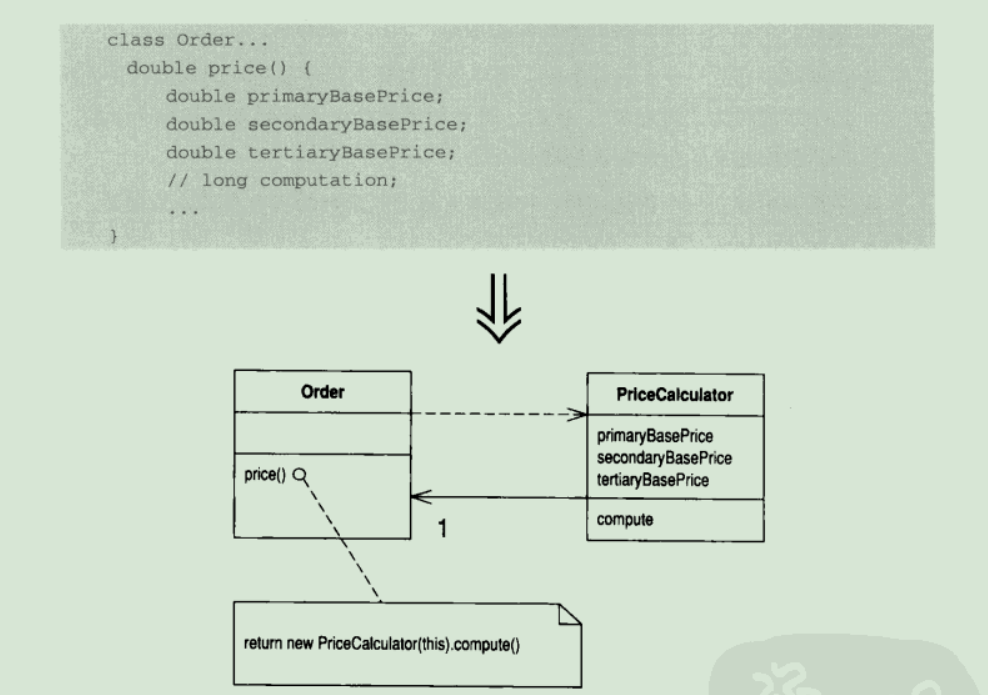 class Order...
double price() {
double primaryBasePrice;
double secondaryBasePrice;
double tertiaryBasePrice;
// long computation;
...
}
Order
price()
1
PriceCalculator
primaryBasePrice
secondaryBasePrice
tertiaryBasePrice
compute
return new PriceCalculator(this).compute()